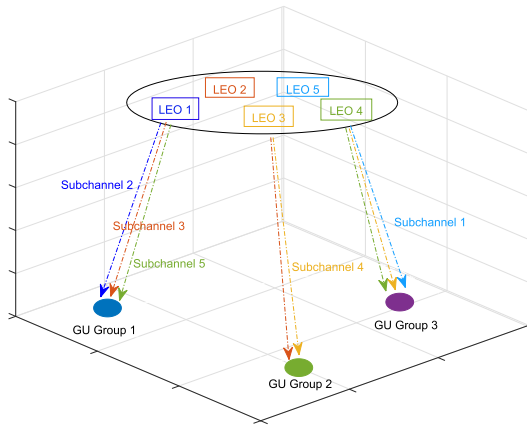 LEO 2
LEO 5
LEO 1
LEO 3
LEO 4
Subchannel 2
Subchannel 3
Subchannel 1
Subchannel 5
Subchannel 4
GU Group 1
GU Group 3
GU Group 2